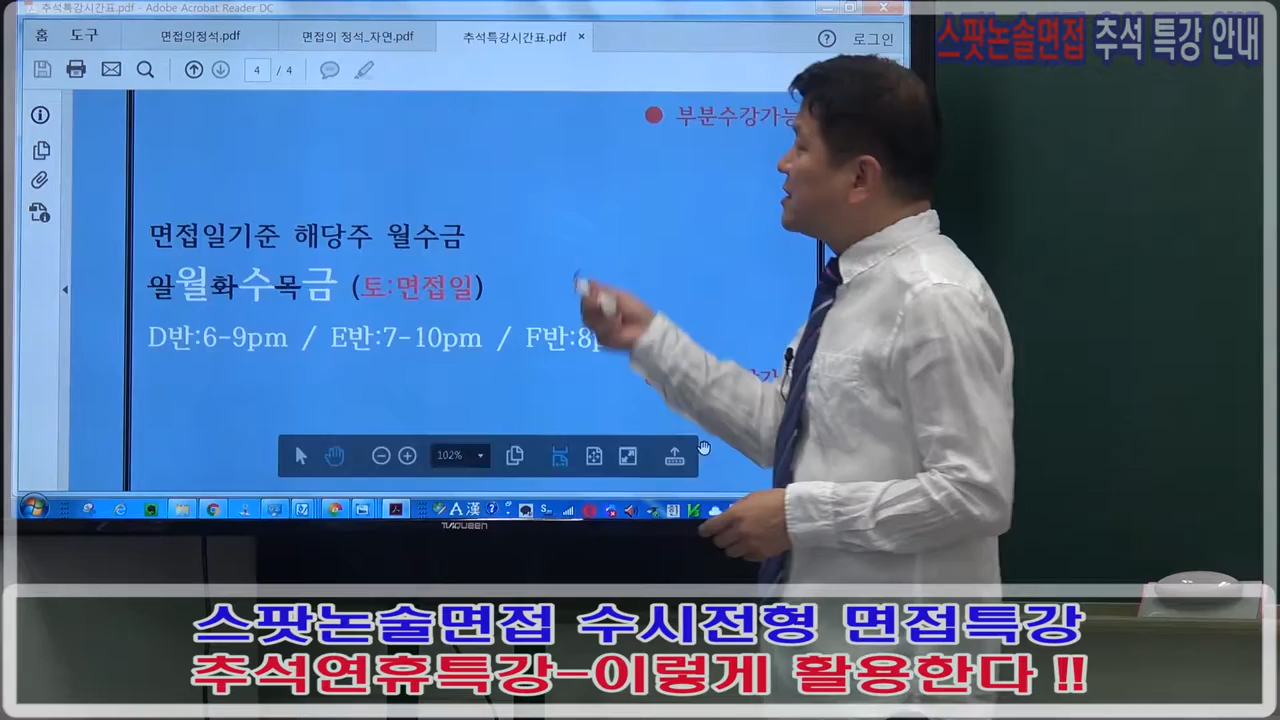 추석특강시간표.pdf - Adobe Acrobat Reader DC
홈 도구 면접의정석.pdf 면접의 정석_자연.pdf 추석특강시간표.pdf × ? 로그인
스팟논술면접 추석 특강 안내
4 / 4
부분수강가능
면접일기준 해당주 월수금
일월화수목금 (토:면접일)
D반:6-9pm / E반:7-10pm / F반:8
102%
A 漢
스팟논술면접 수시전형 면접특강
추석연휴특강-이렇게 활용한다 !!